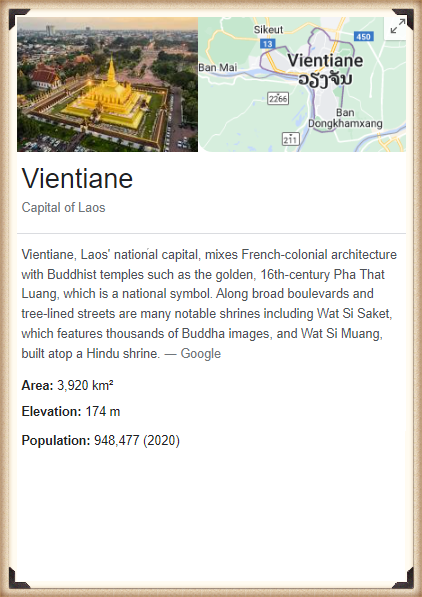 Sikeut
13
450
Vientiane
Ban Mai
ວຽງຈັນ
2266
Ban
Dongkhamxang
211
Vientiane
Capital of Laos
Vientiane, Laos' national capital, mixes French-colonial architecture
with Buddhist temples such as the golden, 16th-century Pha That
Luang, which is a national symbol. Along broad boulevards and
tree-lined streets are many notable shrines including Wat Si Saket,
which features thousands of Buddha images, and Wat Si Muang,
built atop a Hindu shrine. — Google
Area: 3,920 km²
Elevation: 174 m
Population: 948,477 (2020)